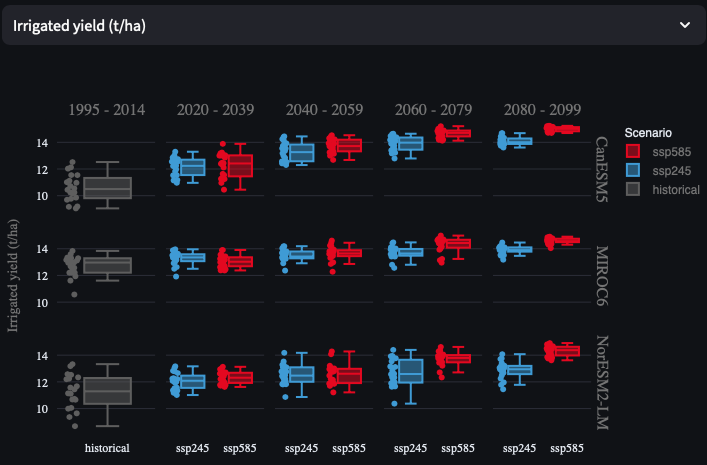 Irrigated yield (t/ha)
1995 - 2014
2020 - 2039
2040 - 2059
2060 - 2079
2080 - 2099
Scenario
ssp585
ssp245
historical
Irrigated yield (t/ha)
14
12
10
CanESM5
14
12
10
MIROC6
14
12
10
NorESM2-LM
historical
ssp245
ssp585
ssp245
ssp585
ssp245
ssp585
ssp245
ssp585